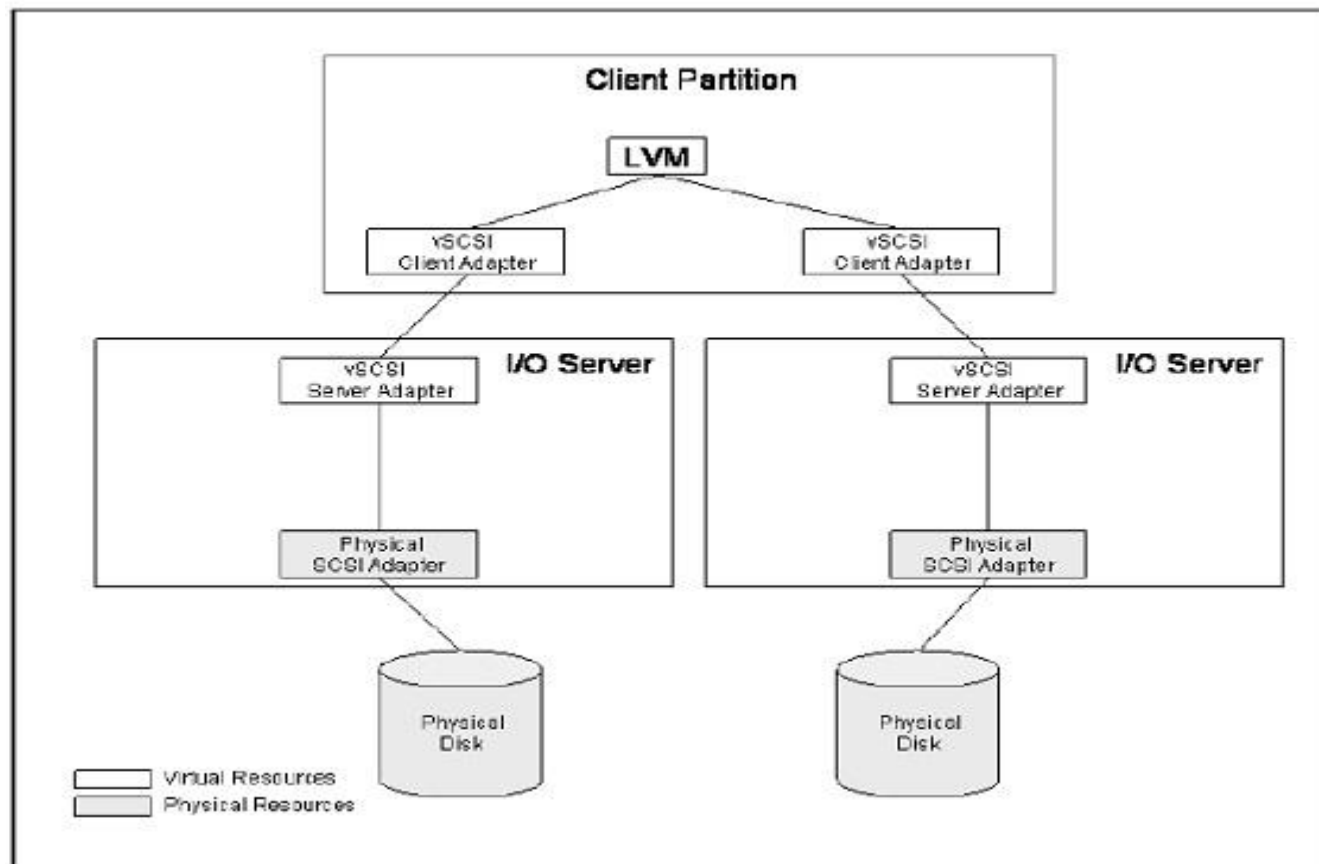 Client Partition
LVM
vSCSI
Client Adapter
vSCSI
Client Adapter
I/O Server
vSCSI
Server Adapter
Physical
SCSI Adapter
I/O Server
vSCSI
Server Adapter
Physical
SCSI Adapter
Physical
Disk
Physical
Disk
Virtual Resources
Physical Resources